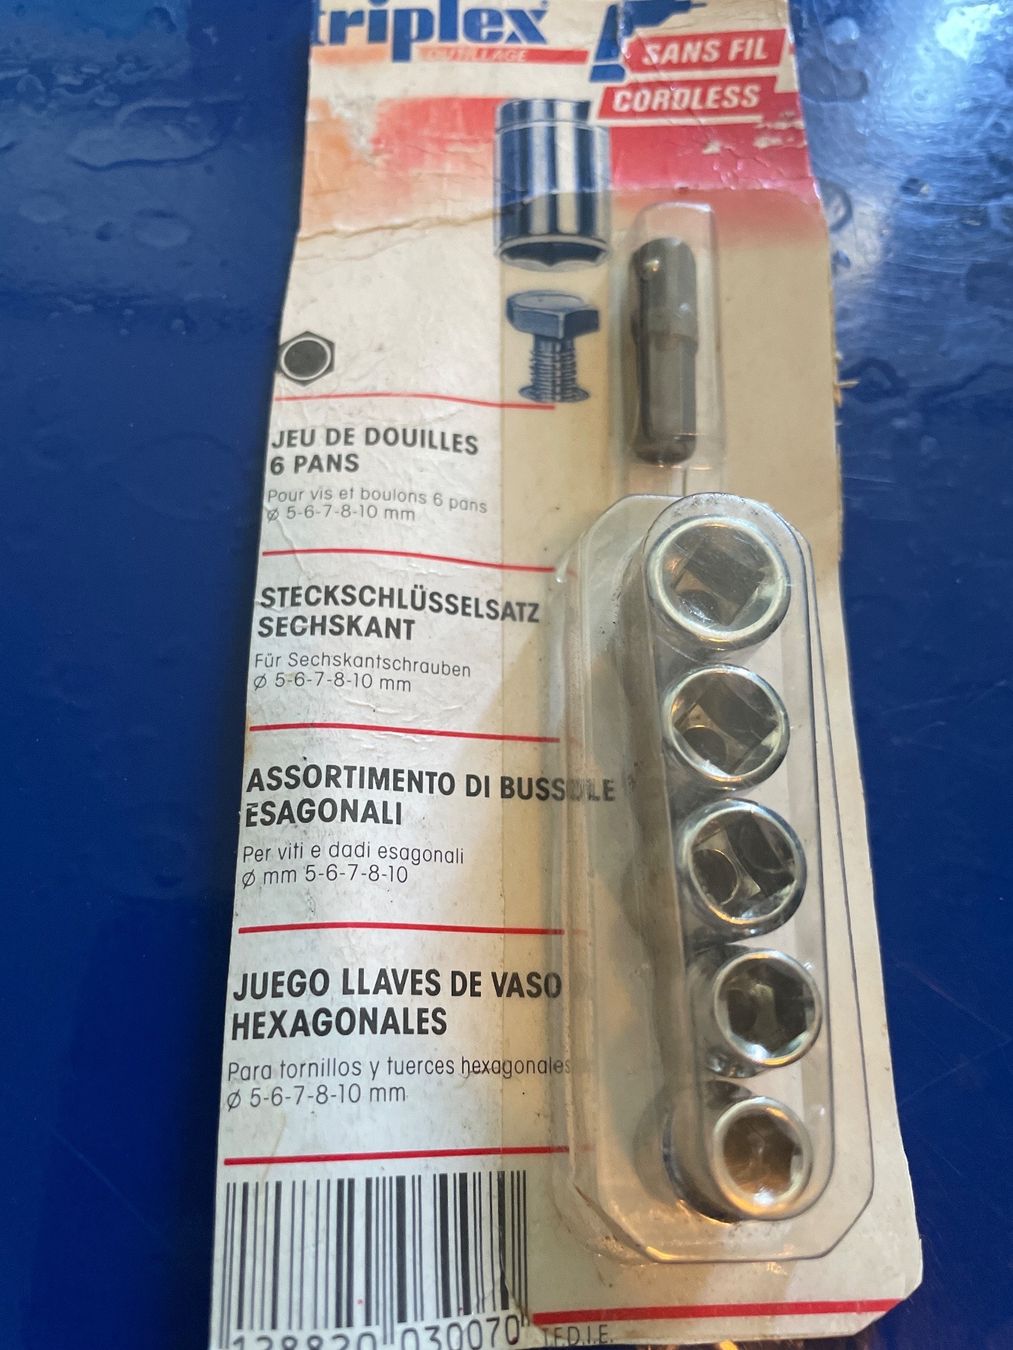 triplex
OUTILLAGE
SANS FIL
CORDLESS
JEU DE DOUILLES
6 PANS
Pour vis et boulons 6 pans
Ø 5-6-7-8-10 mm
STECKSCHLÜSSELSATZ
SECHSKANT
Für Sechskantschrauben
Ø 5-6-7-8-10 mm
ASSORTIMENTO DI BUSSOLE
ESAGONALI
Per viti e dadi esagonali
Ø mm 5-6-7-8-10
JUEGO LLAVES DE VASO
HEXAGONALES
Para tornillos y tuerces hexagonales
Ø 5-6-7-8-10 mm
128820 030070 T.F.D.I.E.